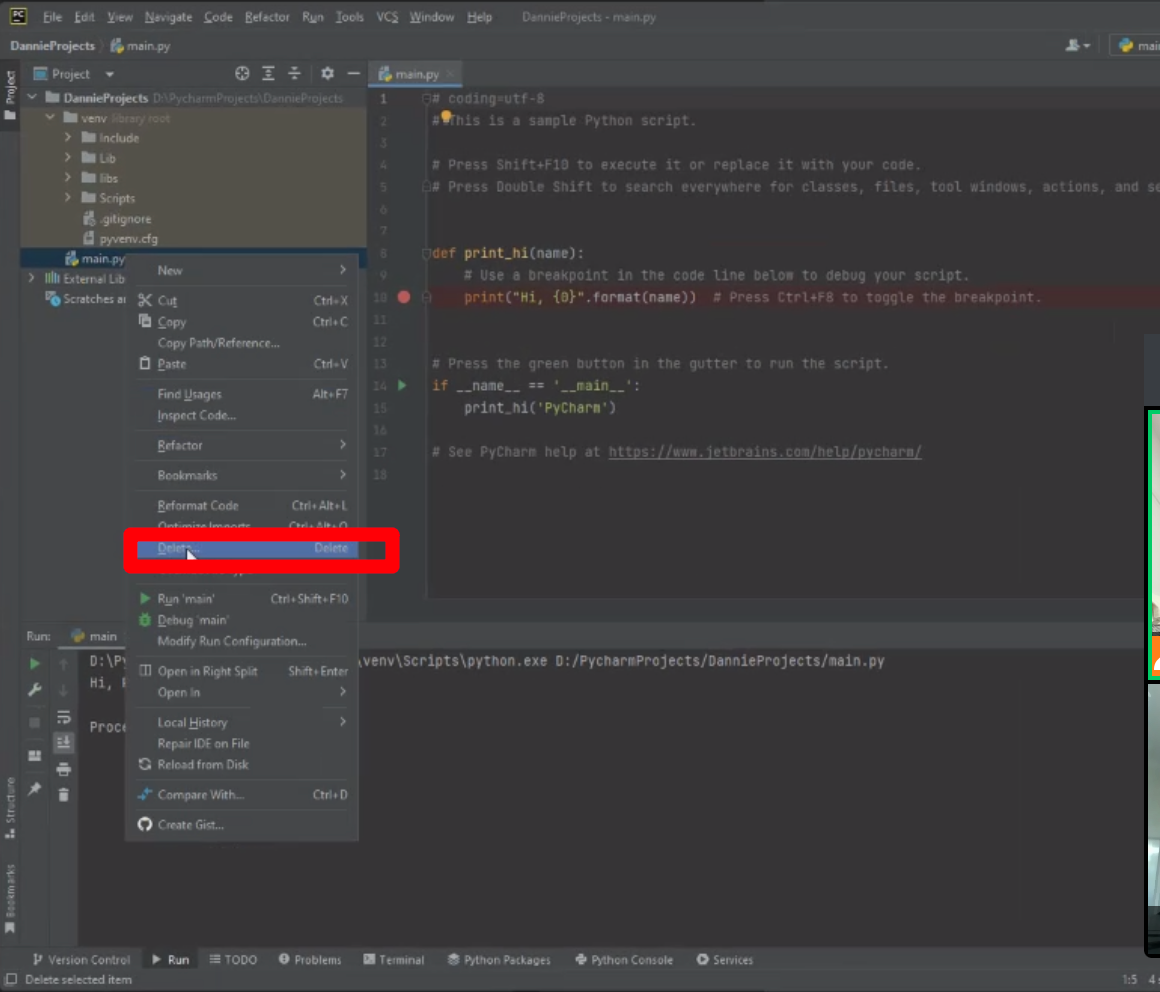 PC File Edit View Navigate Code Refactor Run Tools VCS Window Help DannieProjects - main.py
DannieProjects main.py
Project
Project
main.py
DannieProjects D:\PycharmProjects\DannieProjects
venv library root
Include
Lib
libs
Scripts
.gitignore
pyvenv.cfg
main.py
External Lib
Scratches
1 # coding=utf-8
2 # This is a sample Python script.
3
4 # Press Shift+F10 to execute it or replace it with your code.
5 # Press Double Shift to search everywhere for classes, files, tool windows, actions, and
6
7
8 def print_hi(name):
9 # Use a breakpoint in the code line below to debug your script.
10 print("Hi, {0}".format(name)) # Press Ctrl+F8 to toggle the breakpoint.
11
12
13 # Press the green button in the gutter to run the script.
14 if __name__ == '__main__':
15 print_hi('PyCharm')
16
17 # See PyCharm help at https://www.jetbrains.com/help/pycharm/
18
New
Cut Ctrl+X
Copy Ctrl+C
Copy Path/Reference...
Paste Ctrl+V
Find Usages Alt+F7
Inspect Code...
Refactor
Bookmarks
Reformat Code Ctrl+Alt+L
Optimize Imports Ctrl+Alt+O
Delete... Delete
Run 'main' Ctrl+Shift+F10
Debug 'main'
Modify Run Configuration...
Open in Right Split Shift+Enter
Open In
Local History
Repair IDE on File
Reload from Disk
Compare With... Ctrl+D
Create Gist...
Run: main
D:\Py \venv\Scripts\python.exe D:/PycharmProjects/DannieProjects/main.py
Hi,
Proce
Structure
Bookmarks
Version Control Run TODO Problems Terminal Python Packages Python Console Services
Delete selected item
1:5 4